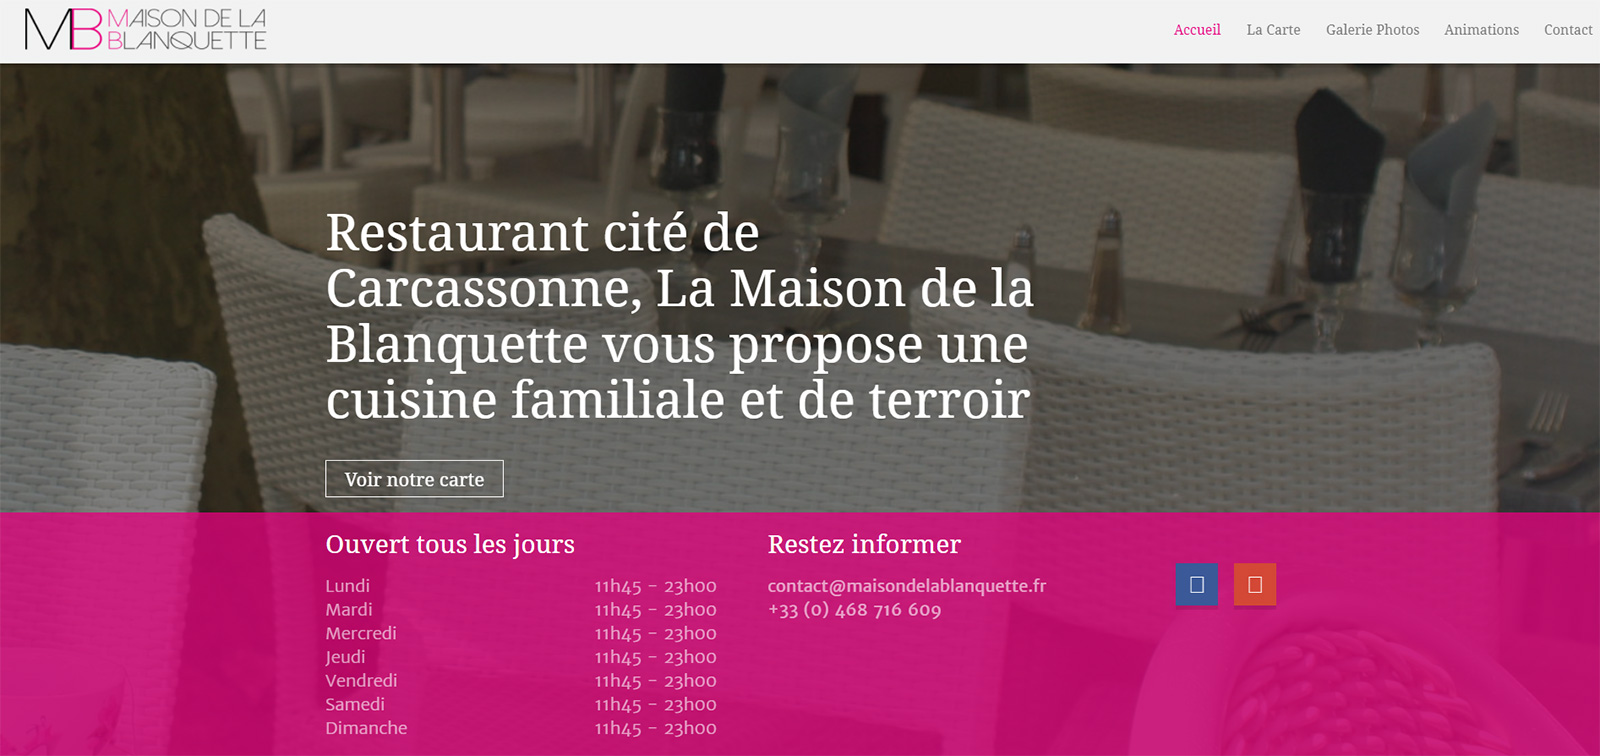 MB MAISON DE LA
BLANQUETTE
Accueil La Carte Galerie Photos Animations Contact
Restaurant cité de
Carcassonne, La Maison de la
Blanquette vous propose une
cuisine familiale et de terroir
Voir notre carte
Ouvert tous les jours
Lundi 11h45 - 23h00
Mardi 11h45 - 23h00
Mercredi 11h45 - 23h00
Jeudi 11h45 - 23h00
Vendredi 11h45 - 23h00
Samedi 11h45 - 23h00
Dimanche 11h45 - 23h00
Restez informer
contact@maisondelablanquette.fr
+33 (0) 468 716 609